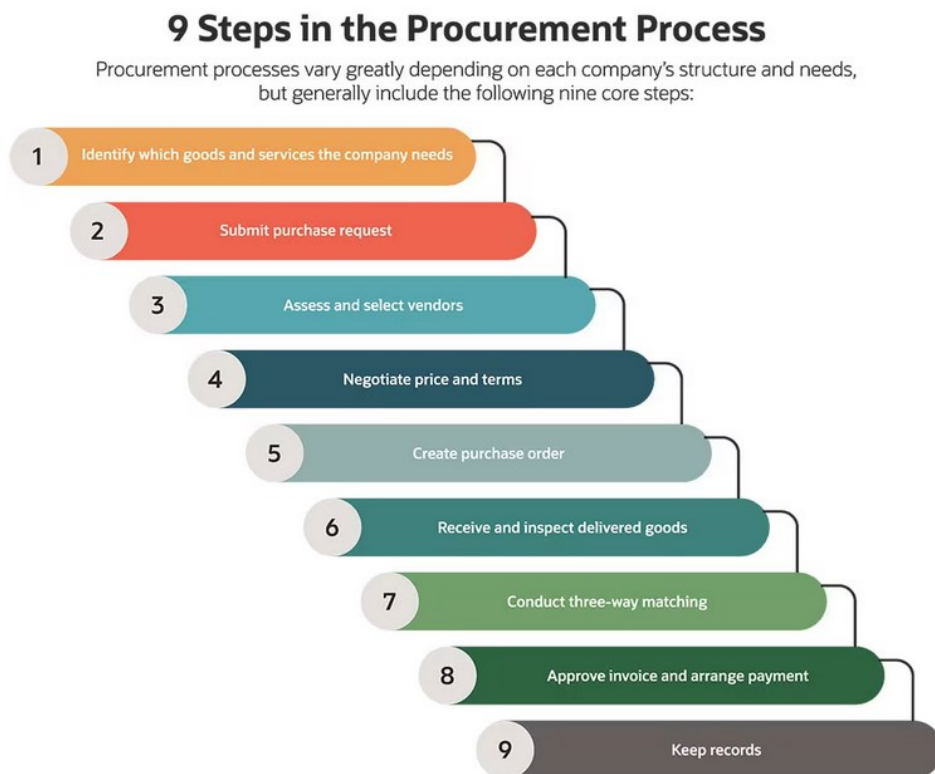 9 Steps in the Procurement Process
Procurement processes vary greatly depending on each company's structure and needs,
but generally include the following nine core steps:
1 Identify which goods and services the company needs
2 Submit purchase request
3 Assess and select vendors
4 Negotiate price and terms
5 Create purchase order
6 Receive and inspect delivered goods
7 Conduct three-way matching
8 Approve invoice and arrange payment
9 Keep records